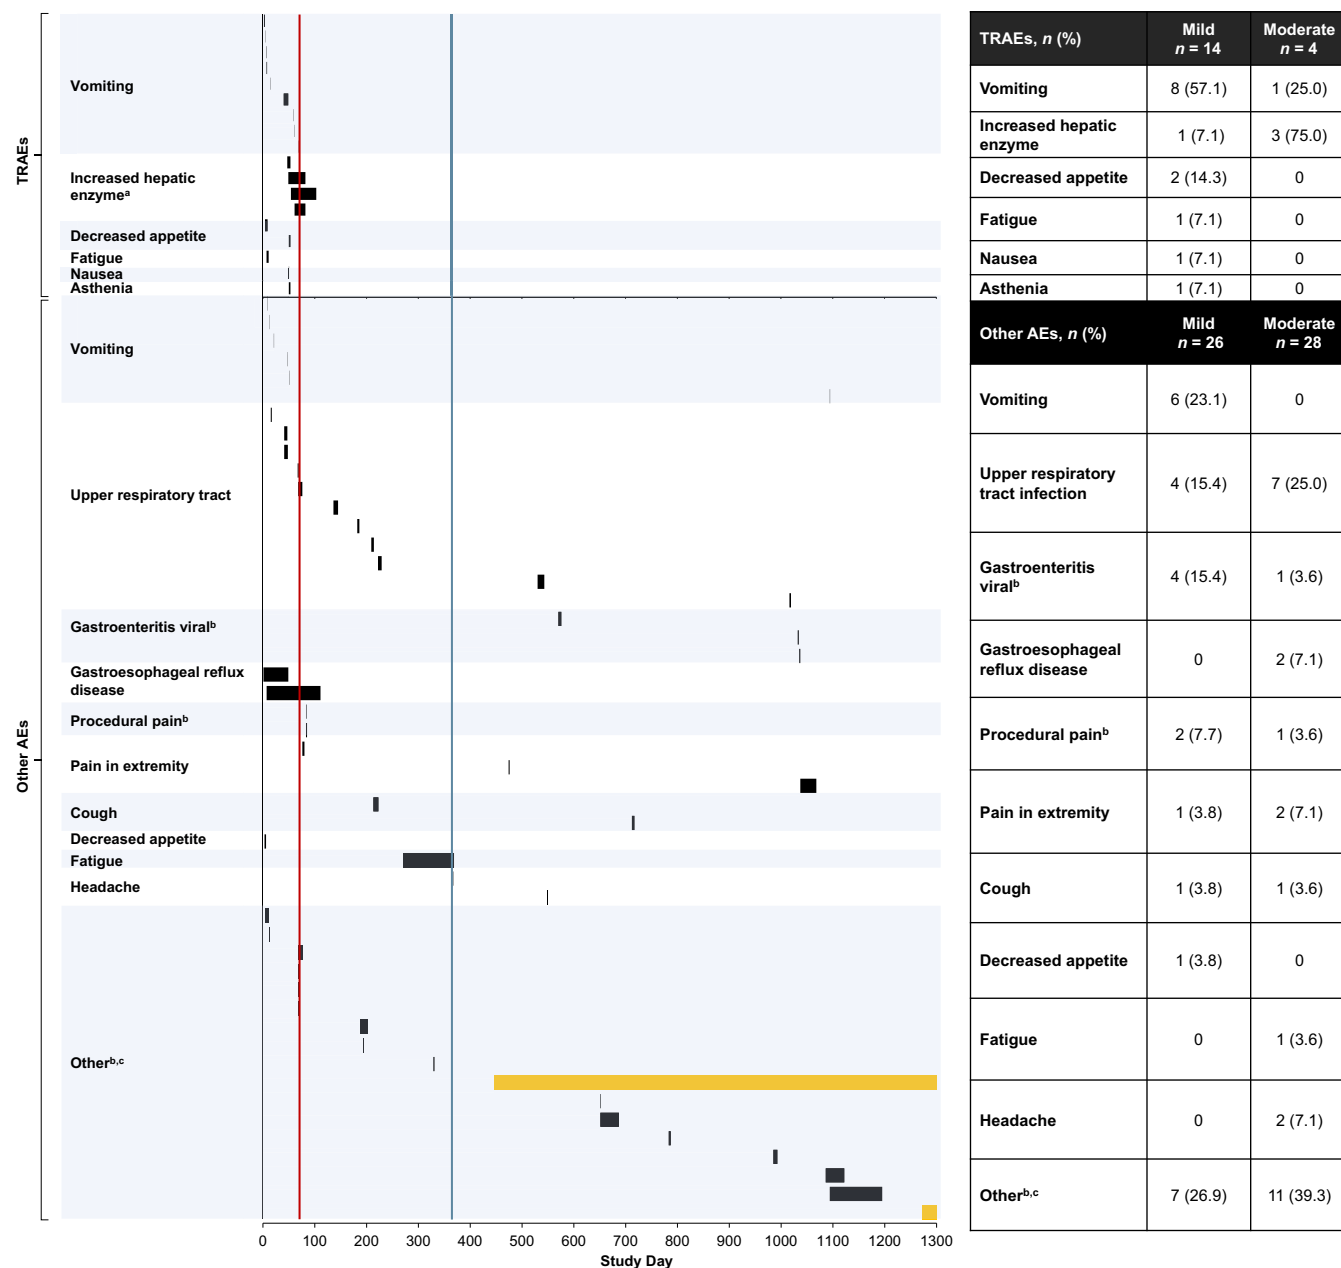 TRAEs
Vomiting
Increased hepatic
enzymeᵃ
Decreased appetite
Fatigue
Nausea
Asthenia
Other AEs
Vomiting
Upper respiratory tract
Gastroenteritis viralᵇ
Gastroesophageal reflux
disease
Procedural painᵇ
Pain in extremity
Cough
Decreased appetite
Fatigue
Headache
Otherᵇ,ᶜ
0 100 200 300 400 500 600 700 800 900 1000 1100 1200 1300
Study Day
TRAEs, n (%) Mild Moderate
n = 14 n = 4
Vomiting 8 (57.1) 1 (25.0)
Increased hepatic
enzyme 1 (7.1) 3 (75.0)
Decreased appetite 2 (14.3) 0
Fatigue 1 (7.1) 0
Nausea 1 (7.1) 0
Asthenia 1 (7.1) 0
Other AEs, n (%) Mild Moderate
n = 26 n = 28
Vomiting 6 (23.1) 0
Upper respiratory
tract infection 4 (15.4) 7 (25.0)
Gastroenteritis
viralᵇ 4 (15.4) 1 (3.6)
Gastroesophageal
reflux disease 0 2 (7.1)
Procedural painᵇ 2 (7.7) 1 (3.6)
Pain in extremity 1 (3.8) 2 (7.1)
Cough 1 (3.8) 1 (3.6)
Decreased appetite 1 (3.8) 0
Fatigue 0 1 (3.6)
Headache 0 2 (7.1)
Otherᵇ,ᶜ 7 (26.9) 11 (39.3)